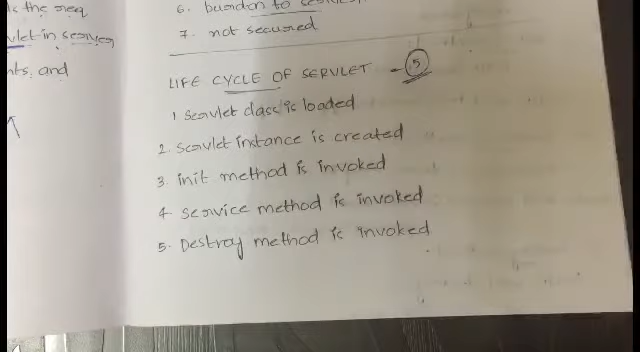 is the req
vlet in server
nts. and
6. burden to
7. not secured
LIFE CYCLE OF SERVLET - 5
1 servlet class is loaded
2. servlet instance is created
3. init method is invoked
4 service method is invoked
5. Destroy method is invoked